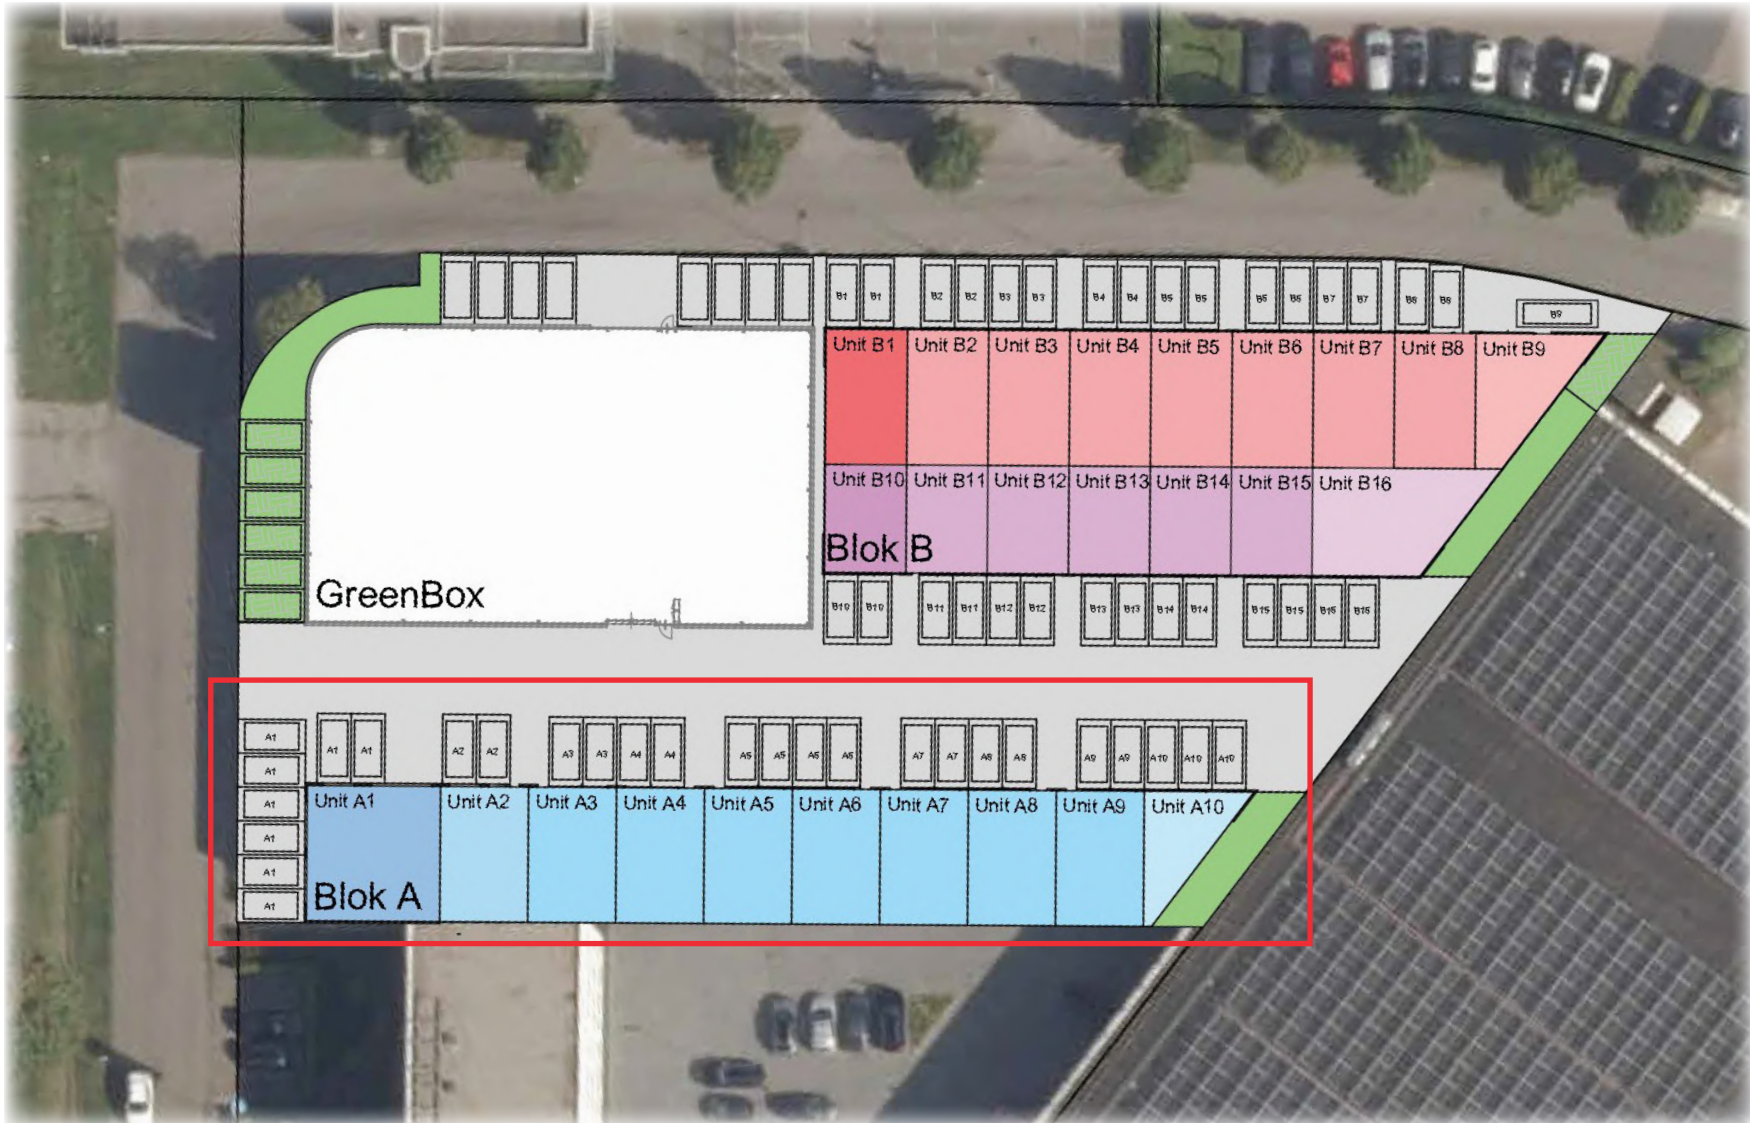 B1 B1 B2 B2 B3 B3 B4 B4 B5 B5 B6 B6 B7 B7 B8 B8 B9
Unit B1 Unit B2 Unit B3 Unit B4 Unit B5 Unit B6 Unit B7 Unit B8 Unit B9
Unit B10 Unit B11 Unit B12 Unit B13 Unit B14 Unit B15 Unit B16
Blok B
GreenBox
B10 B10 B11 B11 B12 B12 B13 B13 B14 B14 B15 B15
A1 A1 A1 A2 A2 A3 A3 A4 A4 A5 A5 A7 A7 A8 A8 A9 A9 A10 A10 A10
A1
Unit A1 Unit A2 Unit A3 Unit A4 Unit A5 Unit A6 Unit A7 Unit A8 Unit A9 Unit A10
A1
A1
A1
Blok A
A1